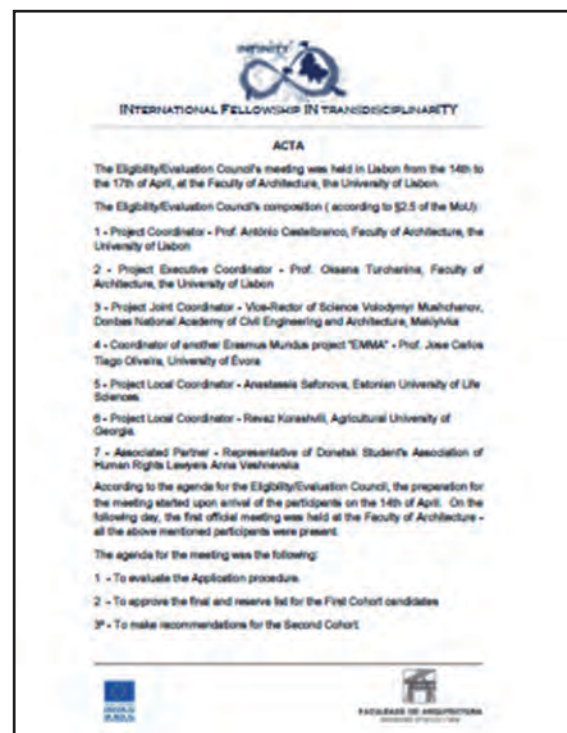 INFINITY
INTERNATIONAL FELLOWSHIP IN TRANSDISCIPLINARITY
ACTA
The Eligibility/Evaluation Council's meeting was held in Lisbon from the 14th to
the 17th of April, at the Faculty of Architecture, the University of Lisbon.
The Eligibility/Evaluation Council's composition ( according to §2.5 of the MoU):
1 - Project Coordinator - Prof. António Castelbranco, Faculty of Architecture, the
University of Lisbon
2 - Project Executive Coordinator - Prof. Oksana Turchanina, Faculty of
Architecture, the University of Lisbon
3 - Project Joint Coordinator - Vice-Rector of Science Volodymyr Mushchanov,
Donbas National Academy of Civil Engineering and Architecture, Makiyivka
4 - Coordinator of another Erasmus Mundus project "EMMA" - Prof. Jose Carlos
Tiago Oliveira, University of Évora
5 - Project Local Coordinator - Anastassia Safonova, Estonian University of Life
Sciences.
6 - Project Local Coordinator - Revaz Korashvili, Agricultural University of
Georgia.
7 - Associated Partner - Representative of Donetsk Student's Association of
Human Rights Lawyers Anna Veshnevska
According to the agenda for the Eligibility/Evaluation Council, the preparation for
the meeting started upon arrival of the participants on the 14th of April. On the
following day, the first official meeting was held at the Faculty of Architecture -
all the above mentioned participants were present.
The agenda for the meeting was the following:
1 - To evaluate the Application procedure.
2 - To approve the final and reserve list for the First Cohort candidates
3ª - To make recommendations for the Second Cohort.
FACULDADE DE ARQUITECTURA